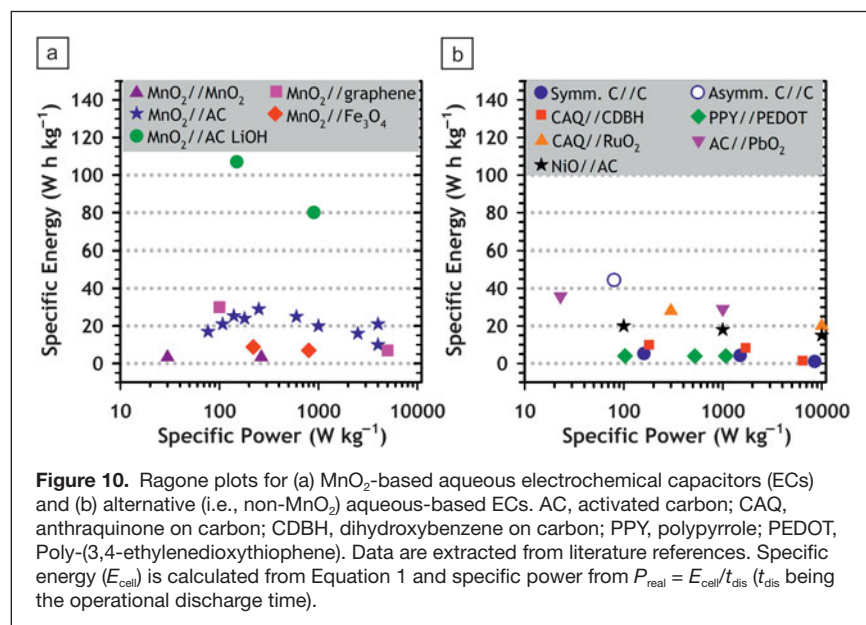 a
b
Specific Energy (W h kg⁻¹)
140
120
100
80
60
40
20
0
MnO₂//MnO₂
MnO₂//graphene
MnO₂//AC
MnO₂//Fe₃O₄
MnO₂//AC LiOH
10
100
1000
10000
Specific Power (W kg⁻¹)
Specific Energy (W h kg⁻¹)
140
120
100
80
60
40
20
0
Symm. C//C
Asymm. C//C
CAQ//CDBH
PPY//PEDOT
CAQ//RuO₂
AC//PbO₂
NiO//AC
10
100
1000
10000
Specific Power (W kg⁻¹)
Figure 10. Ragone plots for (a) MnO₂-based aqueous electrochemical capacitors (ECs)
and (b) alternative (i.e., non-MnO₂) aqueous-based ECs. AC, activated carbon; CAQ,
anthraquinone on carbon; CDBH, dihydroxybenzene on carbon; PPY, polypyrrole; PEDOT,
Poly-(3,4-ethylenedioxythiophene). Data are extracted from literature references. Specific
energy (E_cell) is calculated from Equation 1 and specific power from P_real = E_cell/t_dis (t_dis being
the operational discharge time).